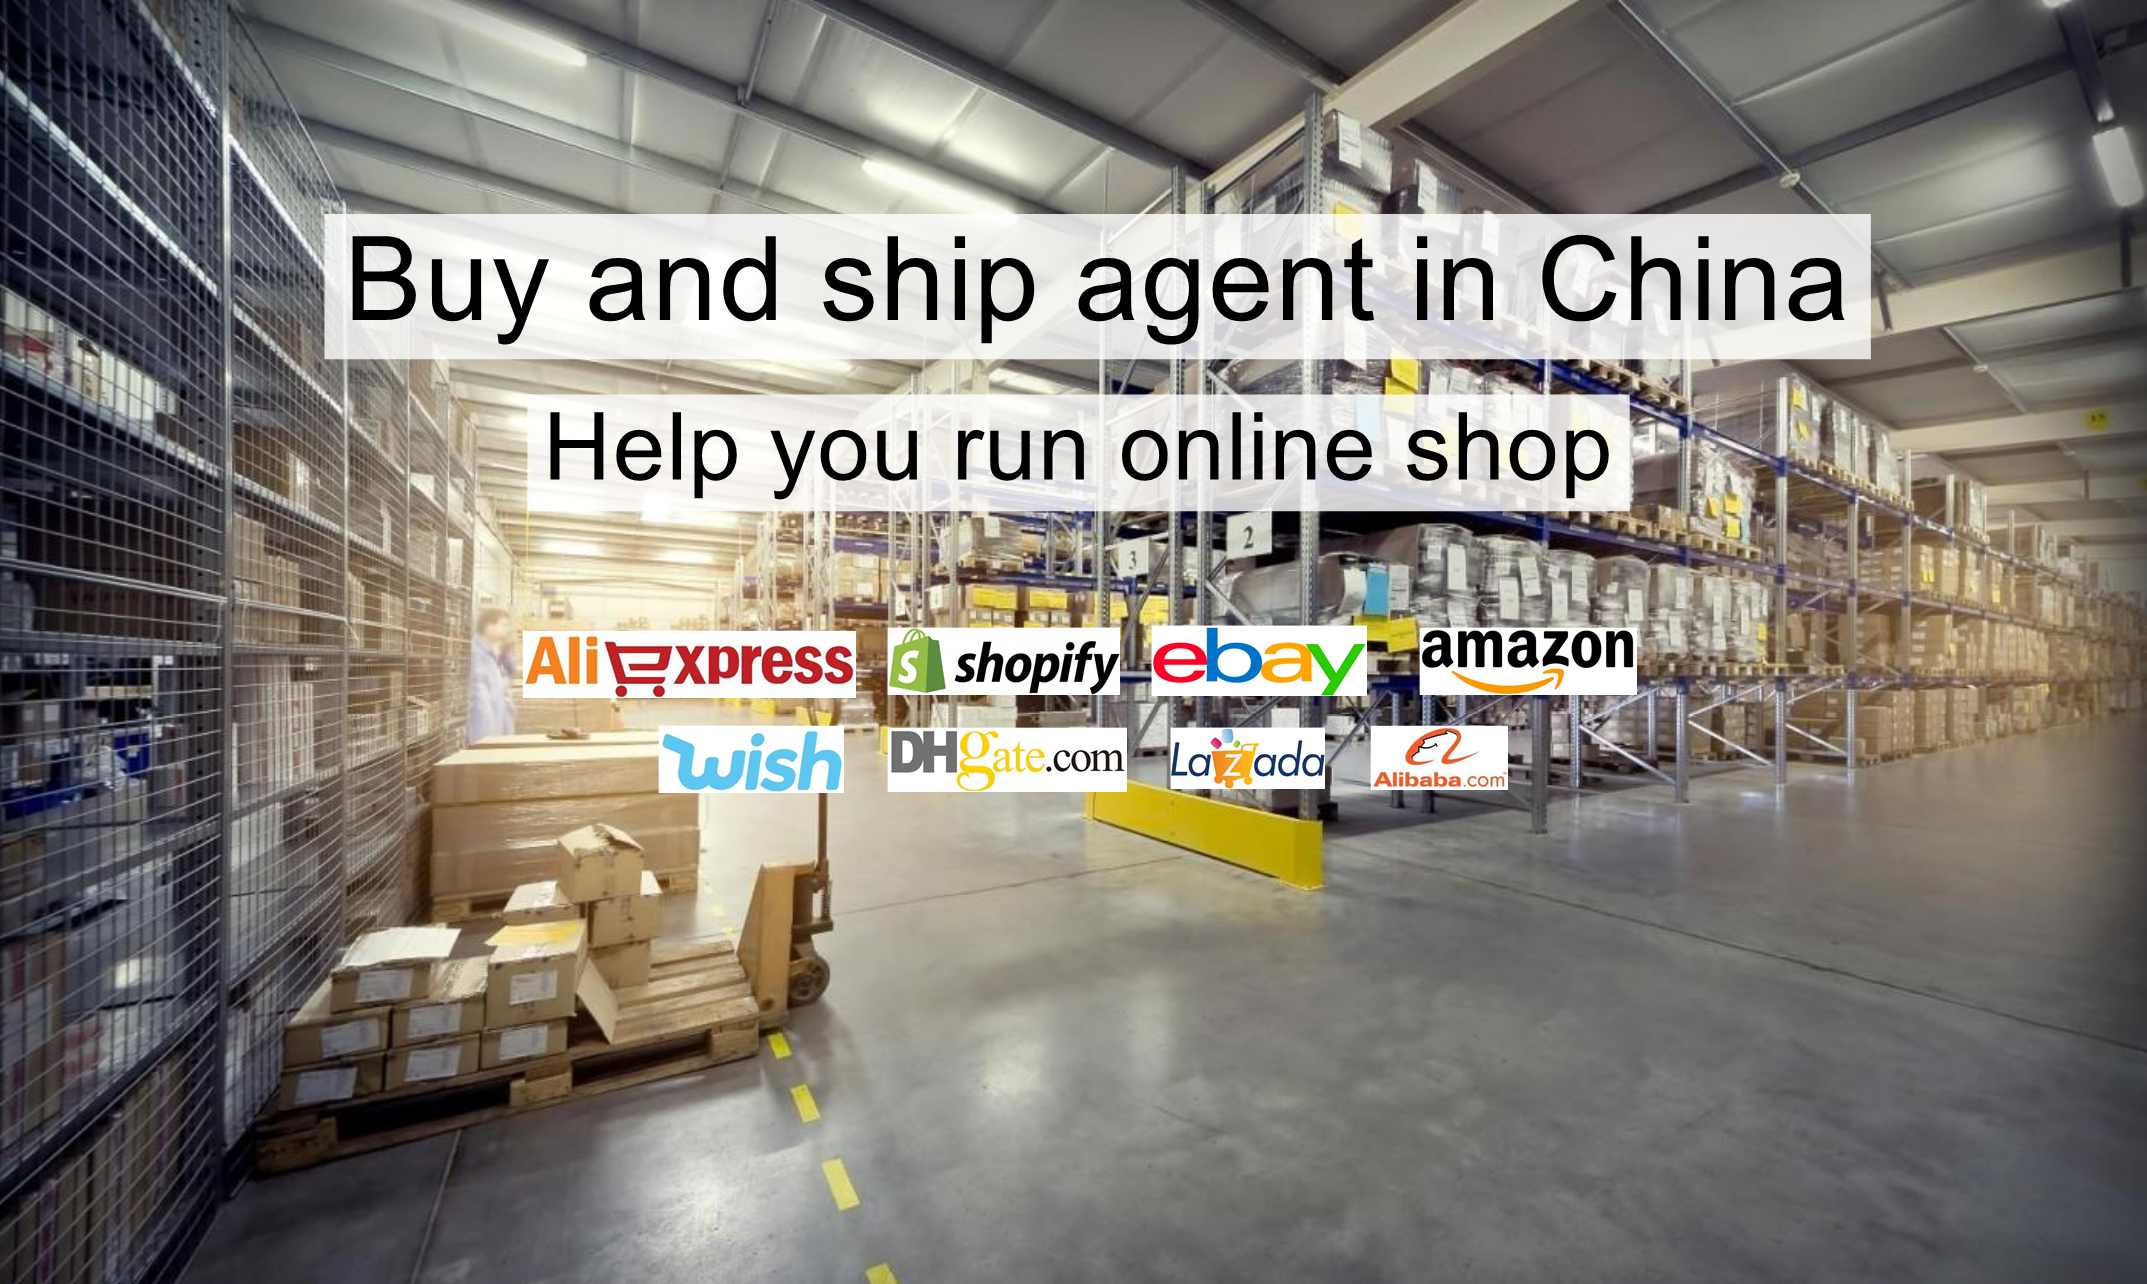 Buy and ship agent in China
Help you run online shop
2
3
AliExpress
shopify
ebay
amazon
wish
DHgate.com
Lazada
Alibaba.com